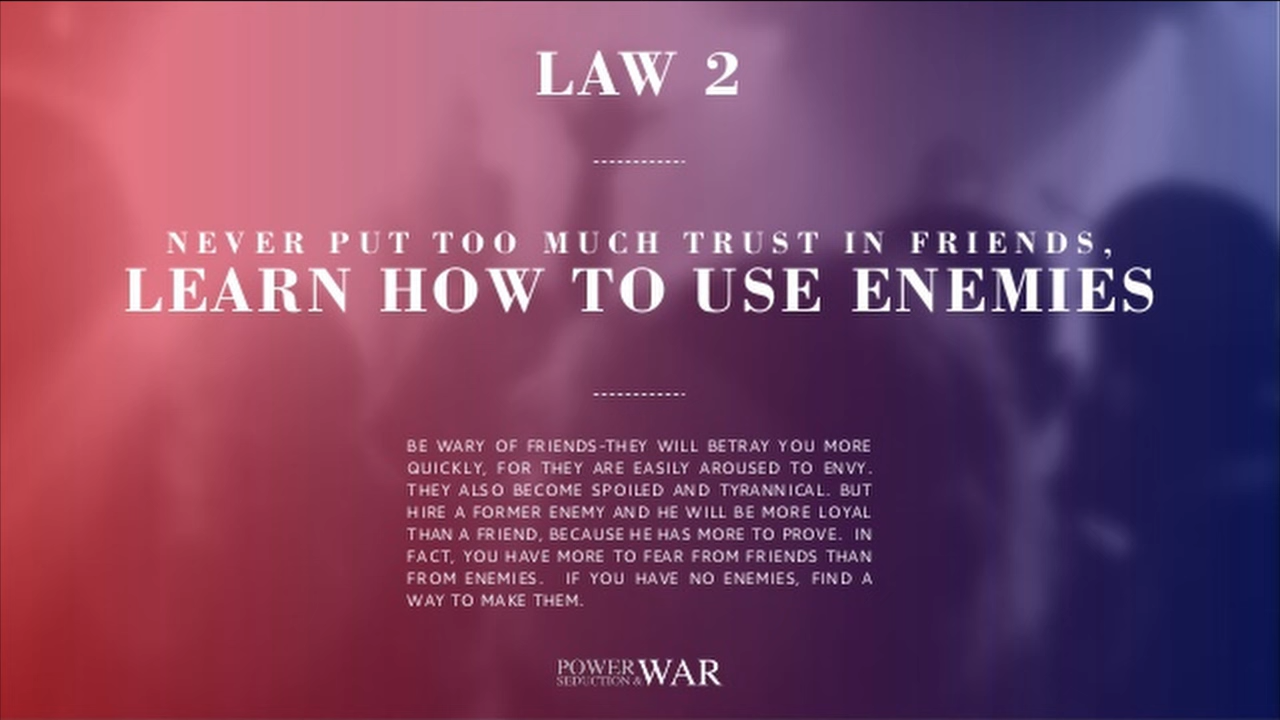 LAW 2
NEVER PUT TOO MUCH TRUST IN FRIENDS,
LEARN HOW TO USE ENEMIES
BE WARY OF FRIENDS-THEY WILL BETRAY YOU MORE
QUICKLY, FOR THEY ARE EASILY AROUSED TO ENVY.
THEY ALSO BECOME SPOILED AND TYRANNICAL. BUT
HIRE A FORMER ENEMY AND HE WILL BE MORE LOYAL
THAN A FRIEND, BECAUSE HE HAS MORE TO PROVE. IN
FACT, YOU HAVE MORE TO FEAR FROM FRIENDS THAN
FROM ENEMIES. IF YOU HAVE NO ENEMIES, FIND A
WAY TO MAKE THEM.
POWER
SEDUCTION & WAR